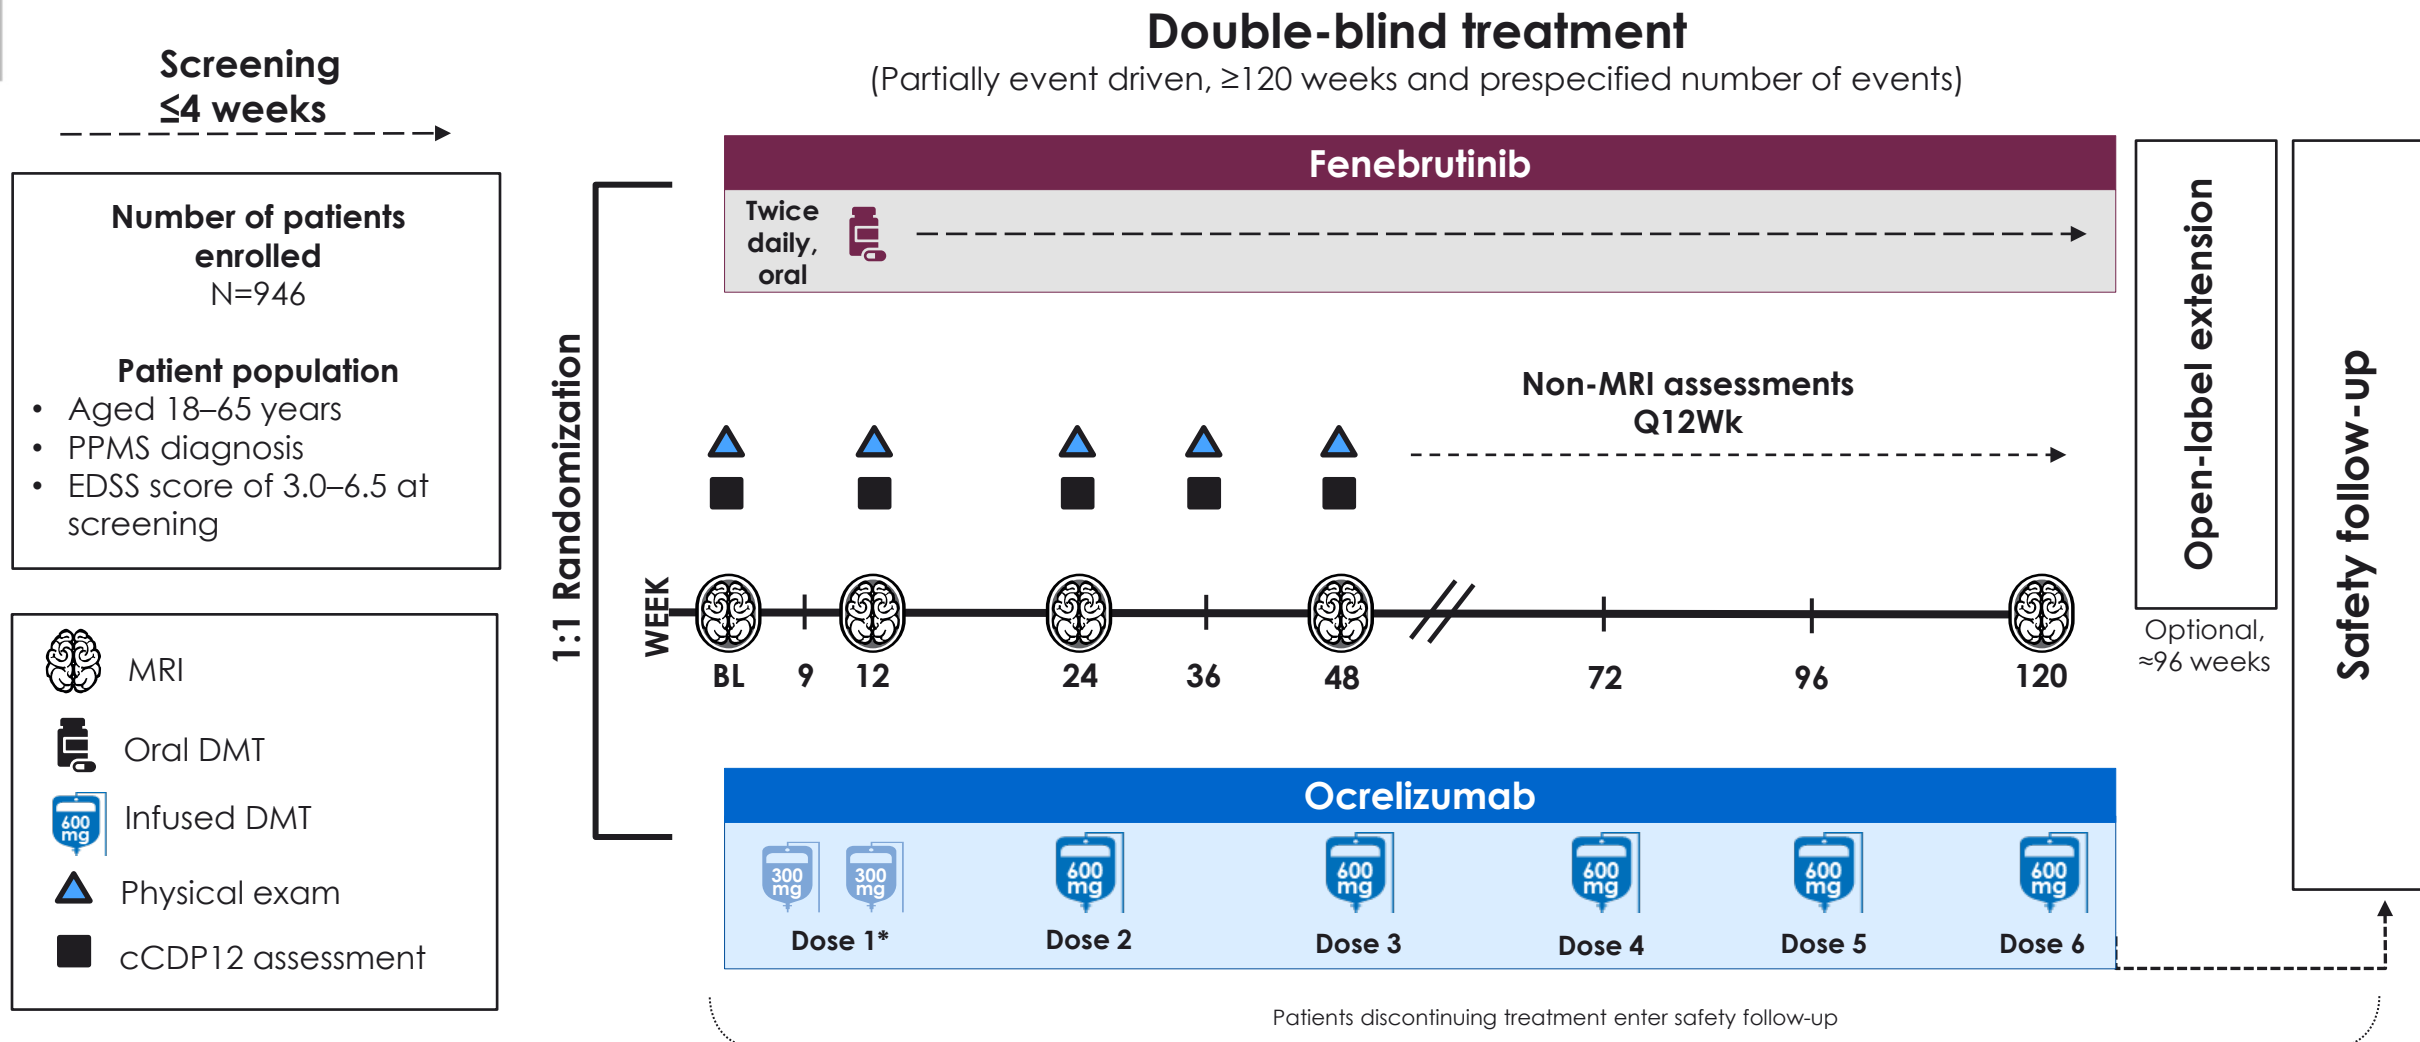 Double-blind treatment
(Partially event driven, ≥120 weeks and prespecified number of events)
Screening
≤4 weeks
Number of patients
enrolled
N=946
Patient population
• Aged 18–65 years
• PPMS diagnosis
• EDSS score of 3.0–6.5 at
screening
MRI
Oral DMT
600
mg
Infused DMT
Physical exam
cCDP12 assessment
1:1 Randomization
Fenebrutinib
Twice
daily,
oral
Non-MRI assessments
Q12Wk
WEEK
BL 9 12 24 36 48 72 96 120
Ocrelizumab
300 300 600 600 600 600 600
mg mg mg mg mg mg mg
Dose 1* Dose 2 Dose 3 Dose 4 Dose 5 Dose 6
Open-label extension
Optional,
≈96 weeks
Safety follow-up
Patients discontinuing treatment enter safety follow-up